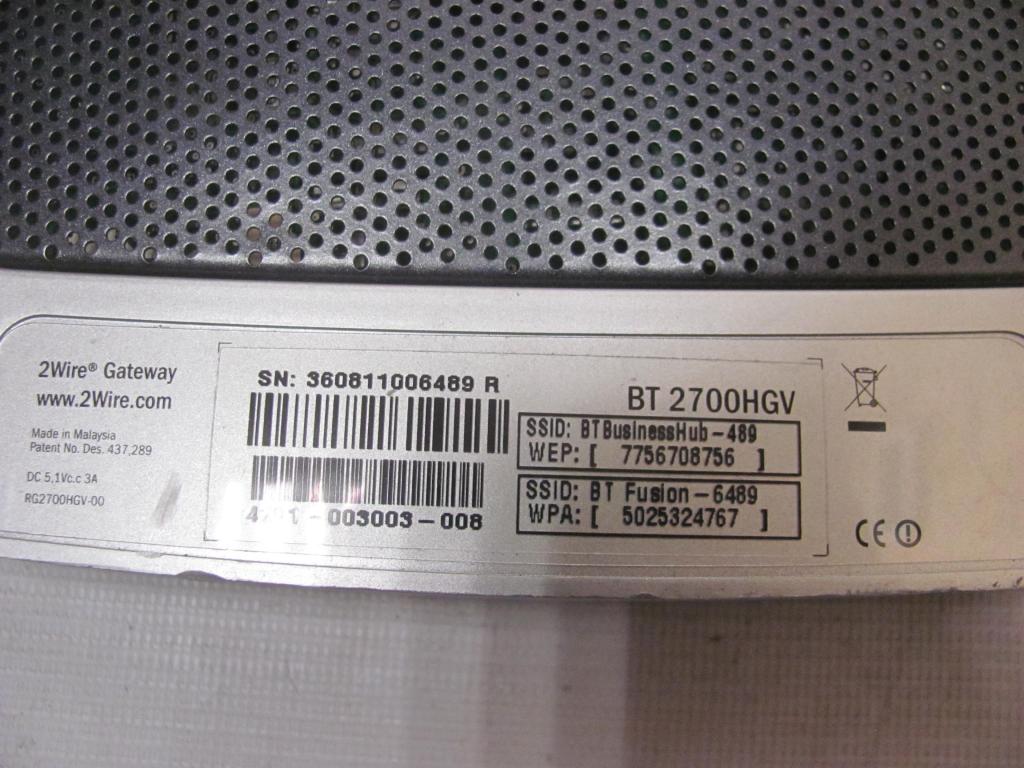 2Wire® Gateway
www.2Wire.com
Made in Malaysia
Patent No. Des. 437,289
DC 5,1Vc.c 3A
RG2700HGV-00
SN: 360811006489 R
-003003-008
BT 2700HGV
SSID: BTBusinessHub-489
WEP: [ 7756708756 ]
SSID: BT Fusion-6489
WPA: [ 5025324767 ]
CE